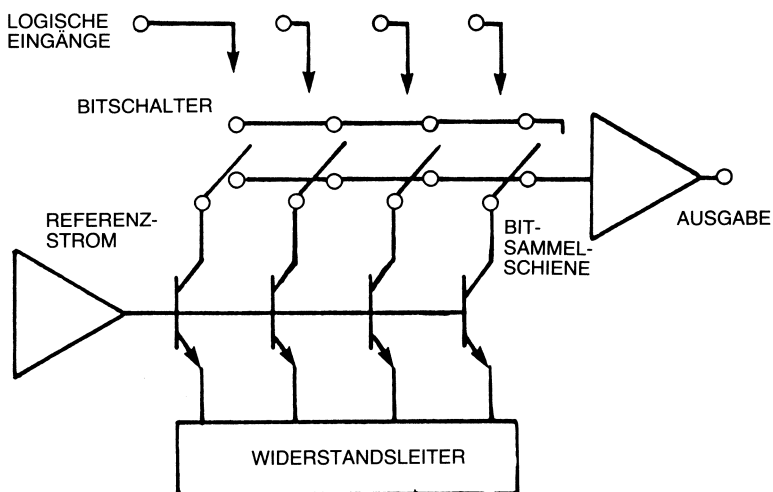 LOGISCHE
EINGÄNGE
BITSCHALTER
REFERENZ-
STROM
BIT-
SAMMEL-
SCHIENE
AUSGABE
WIDERSTANDSLEITER